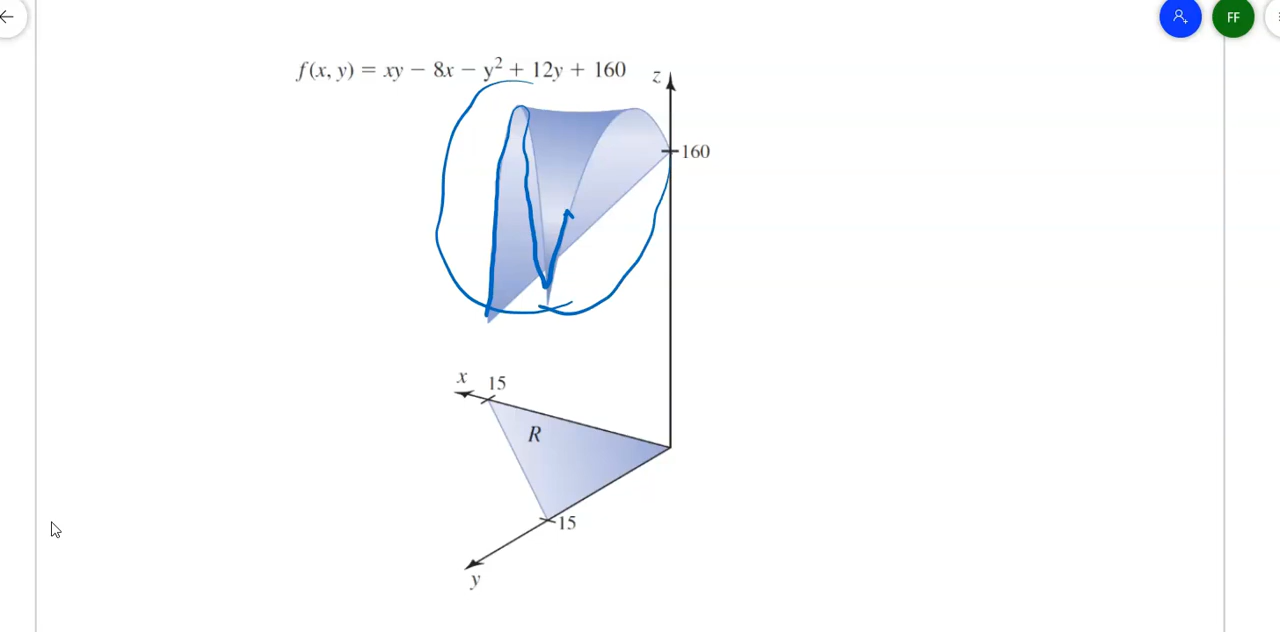 FF
f(x, y) = xy − 8x − y² + 12y + 160
z
160
x
15
R
15
y